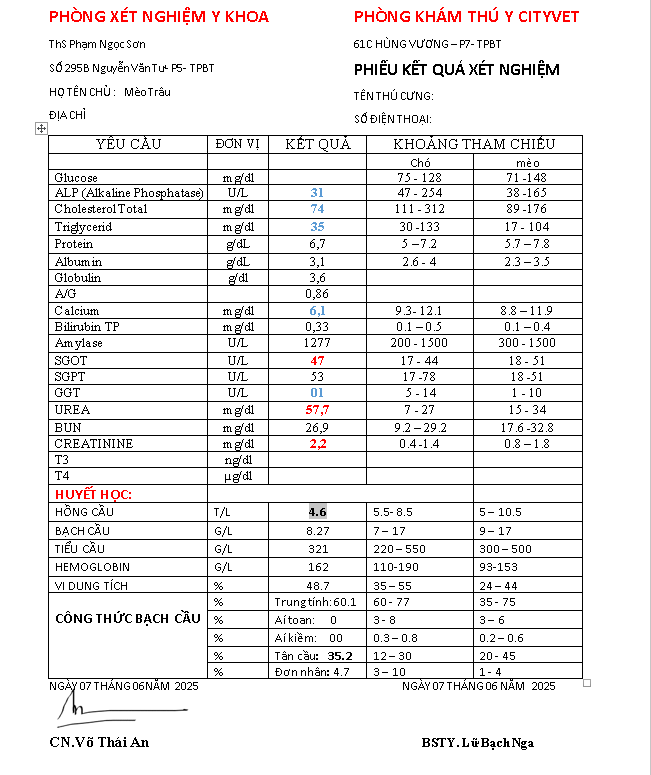 PHÒNG XÉT NGHIỆM Y KHOA
ThS Phạm Ngọc Sơn
SỐ 295B Nguyễn Văn Tư- P5- TPBT
HỌ TÊN CHỦ : Mèo Trâu
ĐỊA CHỈ
PHÒNG KHÁM THÚ Y CITYVET
61C HÙNG VƯƠNG – P7- TPBT
PHIẾU KẾT QUẢ XÉT NGHIỆM
TÊN THÚ CƯNG:
SỐ ĐIỆN THOẠI:
YÊU CẦU ĐƠN VỊ KẾT QUẢ KHOẢNG THAM CHIẾU
Chó mèo
Glucose mg/dl 75 - 128 71 -148
ALP (Alkaline Phosphatase) U/L 31 47 - 254 38 -165
Cholesterol Total mg/dl 74 111 - 312 89 -176
Triglycerid mg/dl 35 30 -133 17 - 104
Protein g/dL 6,7 5 –7.2 5.7 – 7.8
Albumin g/dL 3,1 2.6 - 4 2.3 – 3.5
Globulin g/dl 3,6
A/G 0,86
Calcium mg/dl 6,1 9.3- 12.1 8.8 – 11.9
Bilirubin TP mg/dl 0,33 0.1 – 0.5 0.1 – 0.4
Amylase U/L 1277 200 - 1500 300 - 1500
SGOT U/L 47 17 - 44 18 - 51
SGPT U/L 53 17 -78 18 -51
GGT U/L 01 5 - 14 1 - 10
UREA mg/dl 57,7 7 - 27 15 - 34
BUN mg/dl 26,9 9.2 – 29.2 17.6 -32.8
CREATININE mg/dl 2,2 0.4 -1.4 0.8 – 1.8
T3 ng/dl
T4 µg/dl
HUYẾT HỌC:
HỒNG CẦU T/L 4.6 5.5- 8.5 5 – 10.5
BẠCH CẦU G/L 8.27 7 – 17 9 – 17
TIỂU CẦU G/L 321 220 – 550 300 – 500
HEMOGLOBIN G/L 162 110-190 93-153
VI DUNG TÍCH % 48.7 35 – 55 24 – 44
CÔNG THỨC BẠCH CẦU % Trung tính: 60.1 60 - 77 35 - 75
% Aí toan: 0 3 - 8 3 – 6
% Aí kiềm: 00 0.3 – 0.8 0.2 – 0.6
% Tân cầu: 35.2 12 – 30 20 - 45
% Đơn nhân: 4.7 3 – 10 1 - 4
NGÀY 07 THÁNG 06 NĂM 2025 NGÀY 07 THÁNG 06 NĂM 2025
CN.Võ Thái An BSTY. Lữ Bạch Nga